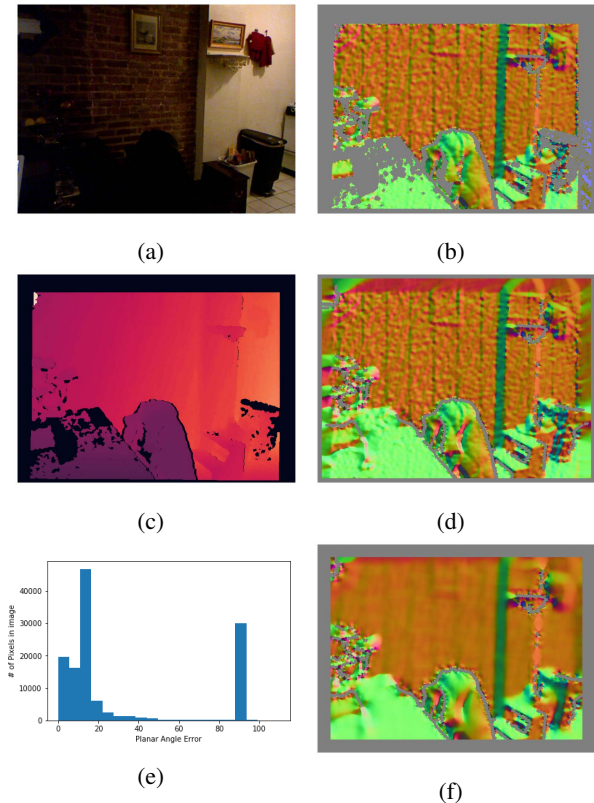 (a)
(b)
(c)
(d)
40000
30000
20000
10000
0
# of Pixels in image
0 20 40 60 80 100
Planar Angle Error
(e)
(f)